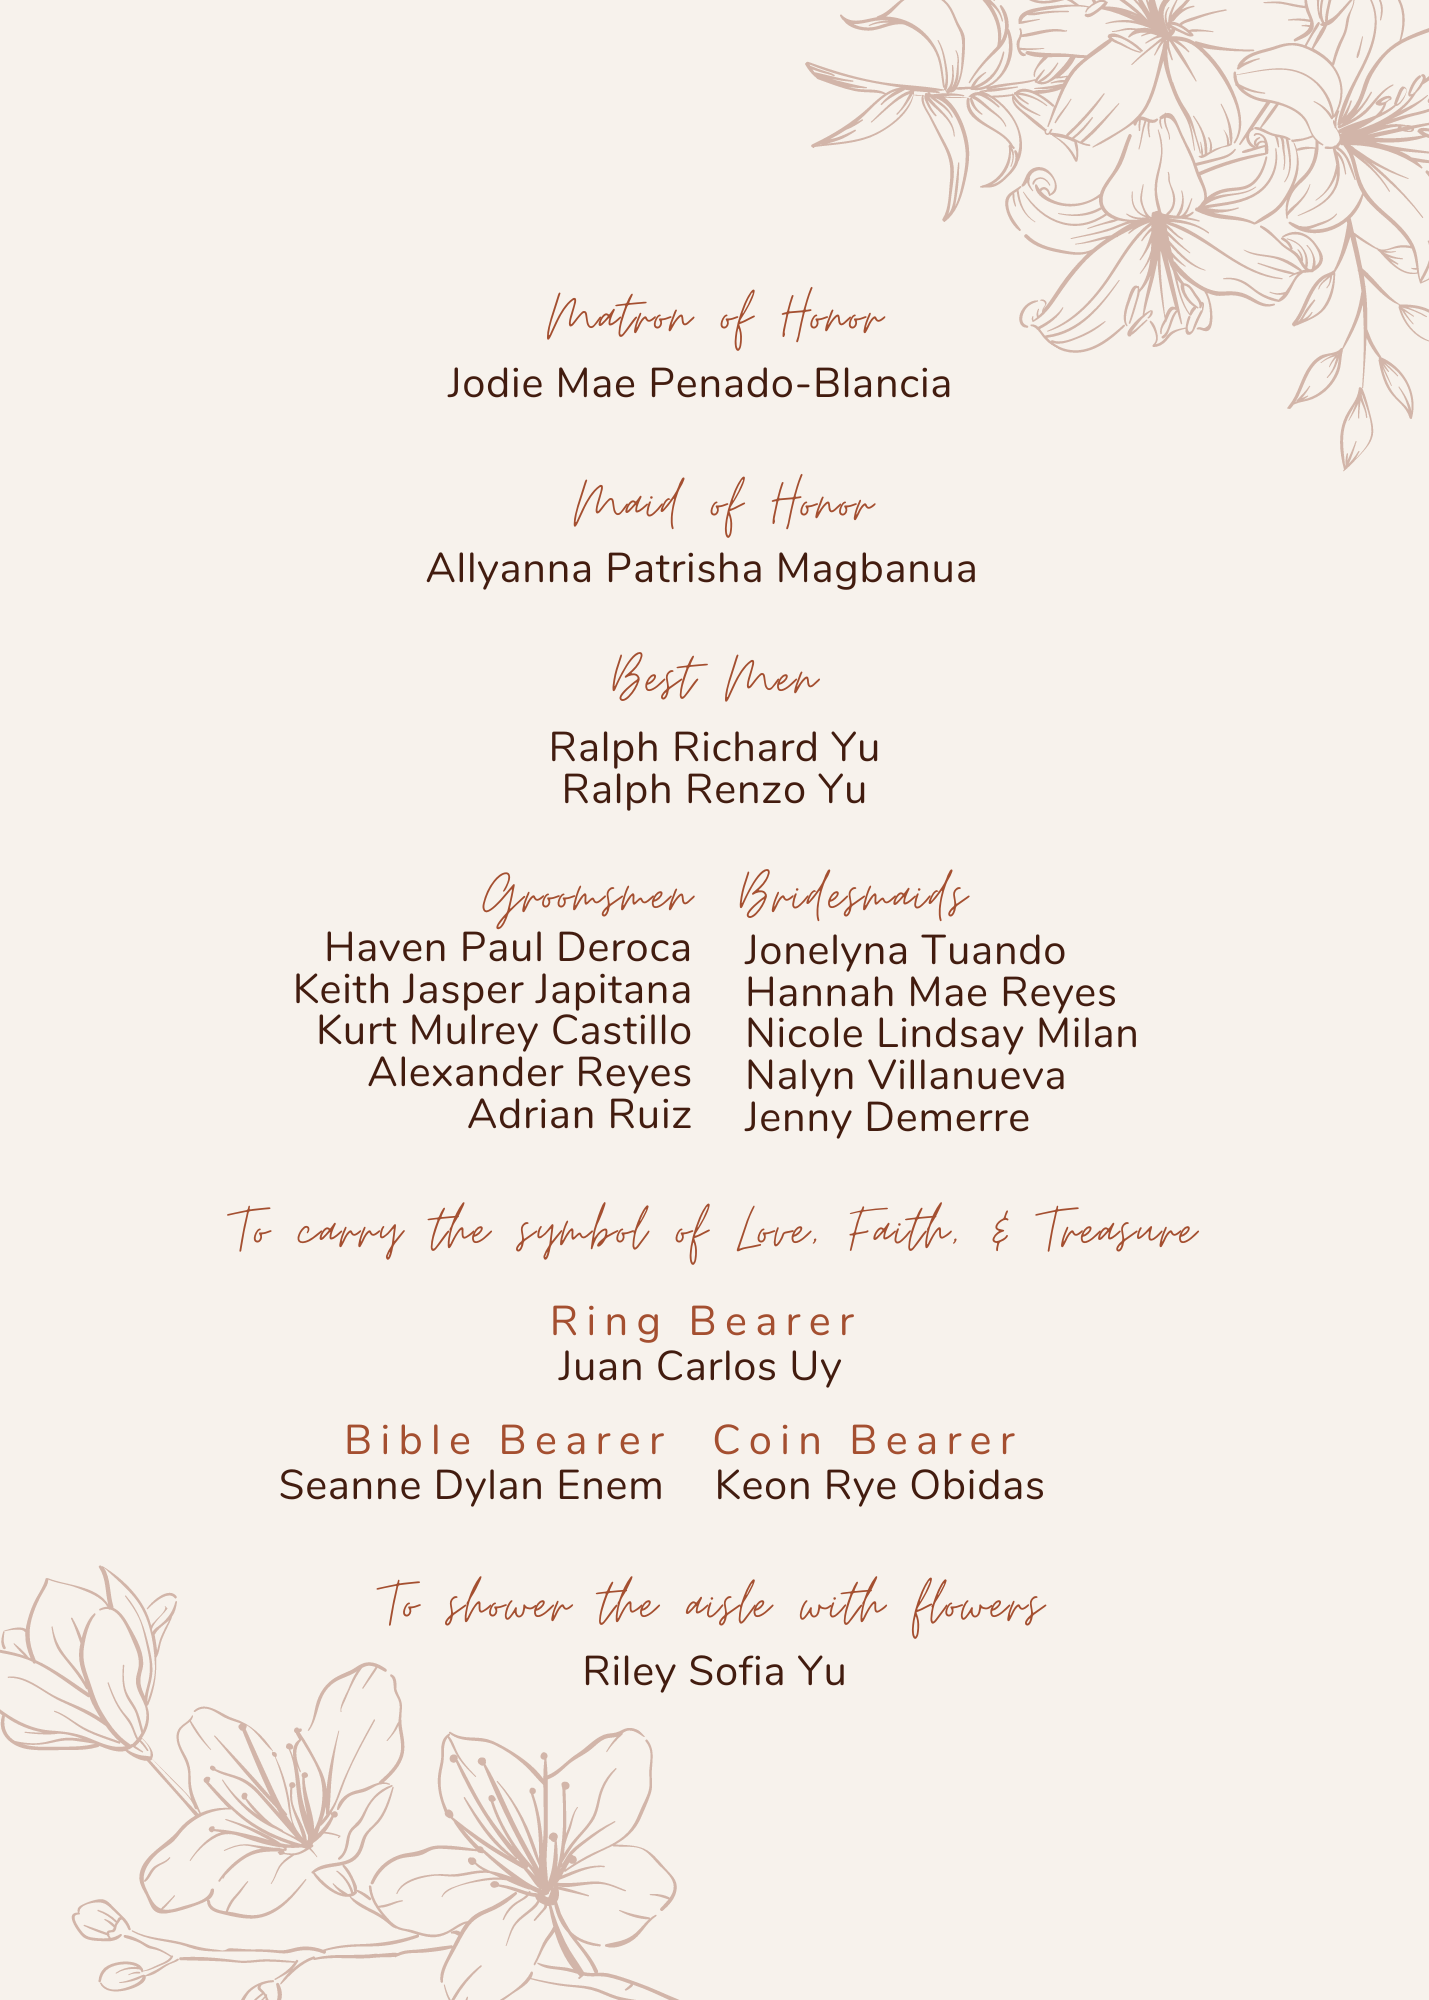 Matron of Honor
Jodie Mae Penado-Blancia
Maid of Honor
Allyanna Patrisha Magbanua
Best Men
Ralph Richard Yu
Ralph Renzo Yu
Groomsmen
Haven Paul Deroca
Keith Jasper Japitana
Kurt Mulrey Castillo
Alexander Reyes
Adrian Ruiz
Bridesmaids
Jonelyna Tuando
Hannah Mae Reyes
Nicole Lindsay Milan
Nalyn Villanueva
Jenny Demerre
To carry the symbol of Love, Faith, & Treasure
Ring Bearer
Juan Carlos Uy
Bible Bearer
Seanne Dylan Enem
Coin Bearer
Keon Rye Obidas
To shower the aisle with flowers
Riley Sofia Yu